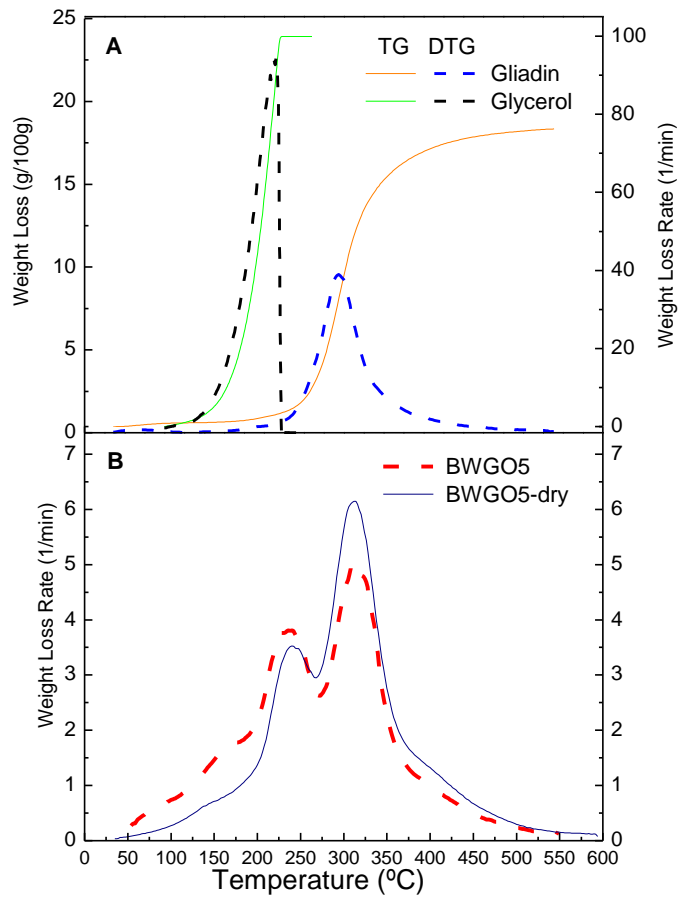 A
TG DTG
Gliadin
Glycerol
25
20
15
10
5
0
Weight Loss (g/100g)
100
80
60
40
20
0
Weight Loss Rate (1/min)
B
BWGO5
BWGO5-dry
7
6
5
4
3
2
1
0
Weight Loss Rate (1/min)
7
6
5
4
3
2
1
0
0 50 100 150 200 250 300 350 400 450 500 550 600
Temperature (ºC)